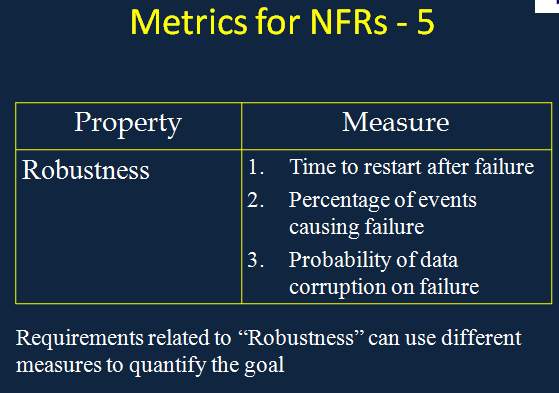 Metrics for NFRs - 5
Property
Measure
Robustness
1. Time to restart after failure
2. Percentage of events
causing failure
3. Probability of data
corruption on failure
Requirements related to “Robustness” can use different
measures to quantify the goal